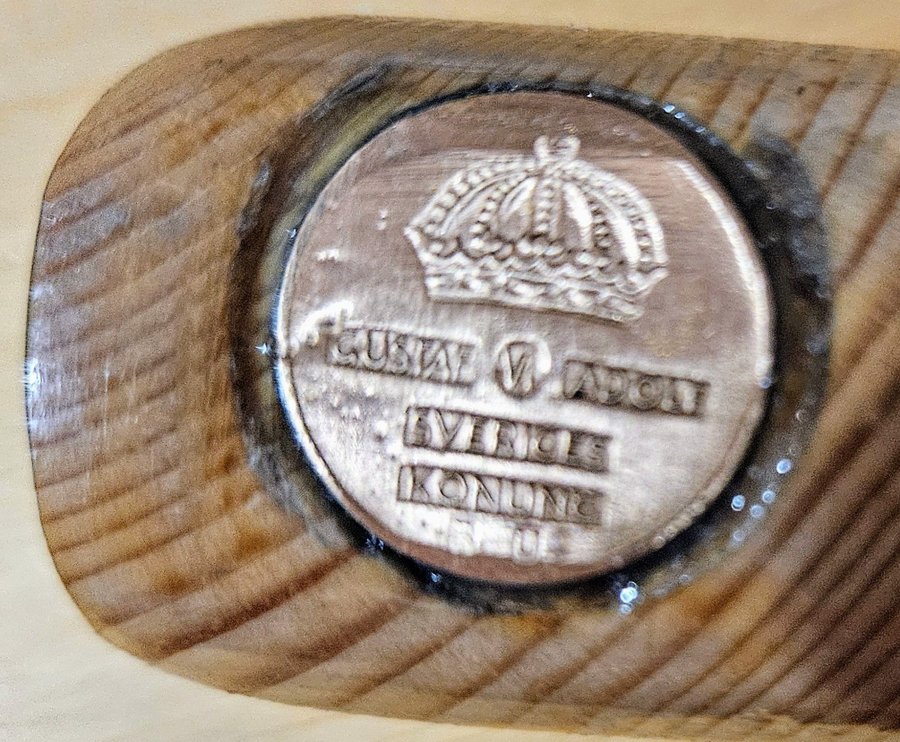 GUSTAF VI ADOLF
SVERIGES
KONUNG
U